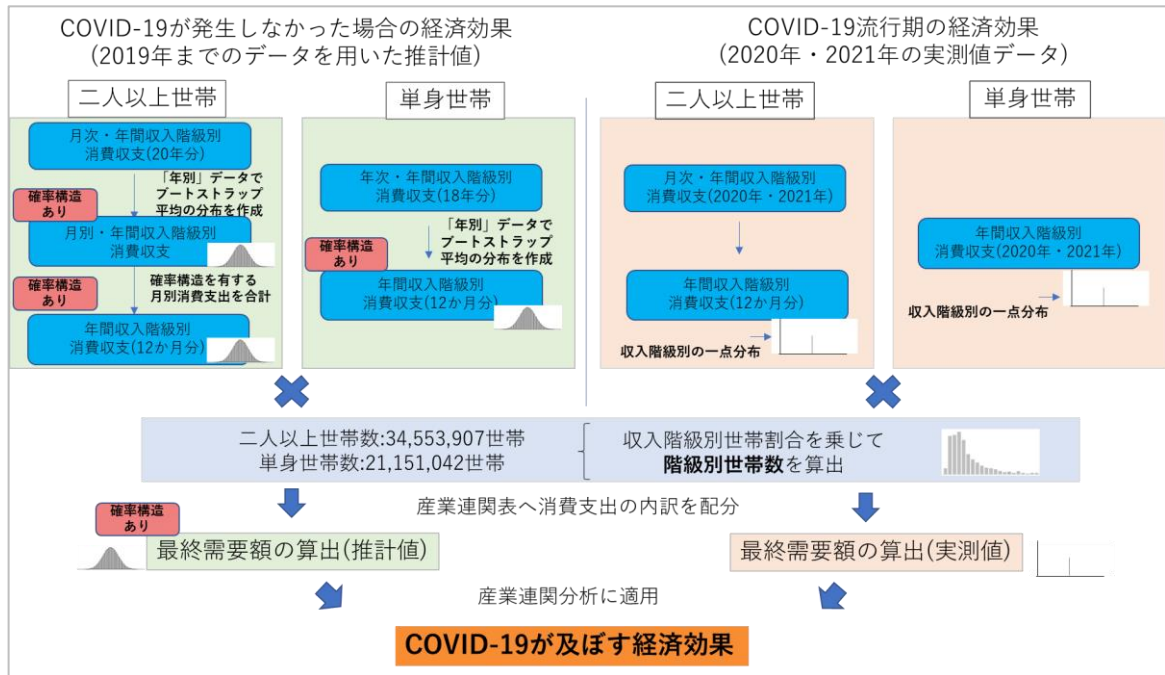 COVID-19が発生しなかった場合の経済効果
(2019年までのデータを用いた推計値)
二人以上世帯
単身世帯
月次・年間収入階級別
消費収支(20年分)
「年別」データで
ブートストラップ
平均の分布を作成
確率構造
あり
月別・年間収入階級別
消費収支
確率構造を有する
月別消費支出を合計
確率構造
あり
年間収入階級別
消費収支(12か月分)
年次・年間収入階級別
消費収支(18年分)
「年別」データで
ブートストラップ
平均の分布を作成
確率構造
あり
年間収入階級別
消費収支(12か月分)
COVID-19流行期の経済効果
(2020年・2021年の実測値データ)
二人以上世帯
単身世帯
月次・年間収入階級別
消費収支(2020年・2021年)
年間収入階級別
消費収支(12か月分)
収入階級別の一点分布
年間収入階級別
消費収支(2020年・2021年)
収入階級別の一点分布
二人以上世帯数:34,553,907世帯
単身世帯数:21,151,042世帯
収入階級別世帯割合を乗じて
階級別世帯数を算出
産業連関表へ消費支出の内訳を配分
確率構造
あり
最終需要額の算出(推計値)
最終需要額の算出(実測値)
産業連関分析に適用
COVID-19が及ぼす経済効果